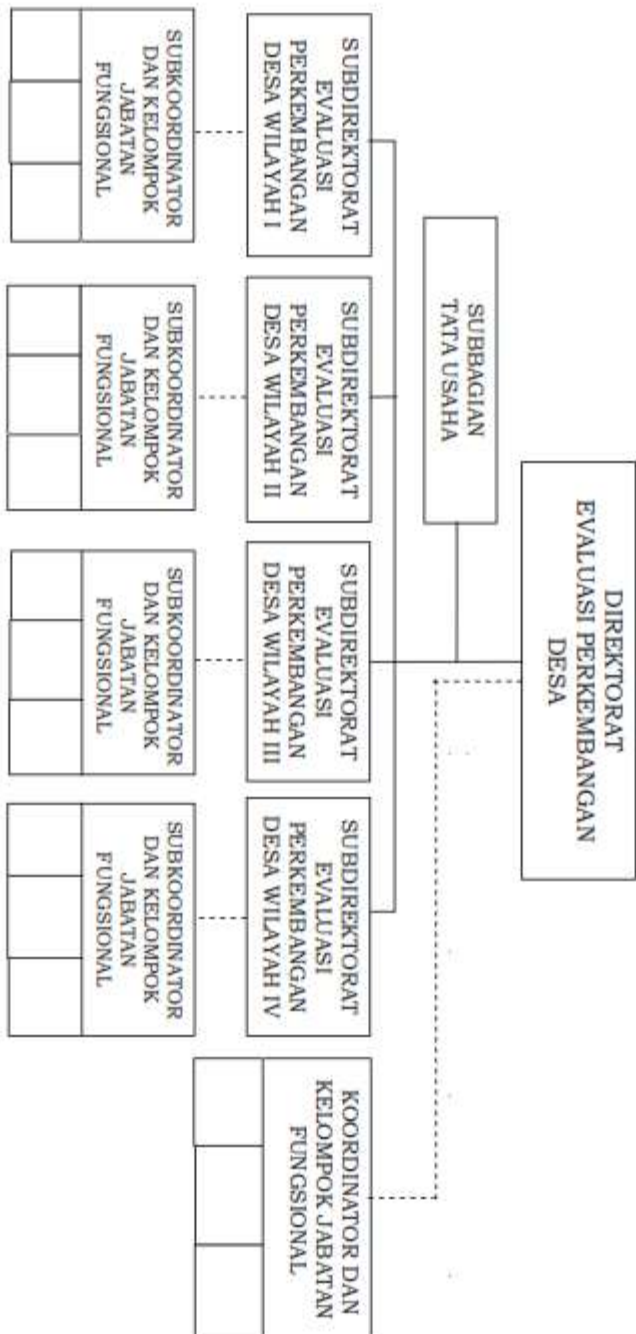 DIREKTORAT
EVALUASI PERKEMBANGAN
DESA
SUBBAGIAN
TATA USAHA
SUBDIREKTORAT
EVALUASI
PERKEMBANGAN
DESA WILAYAH I
SUBDIREKTORAT
EVALUASI
PERKEMBANGAN
DESA WILAYAH II
SUBDIREKTORAT
EVALUASI
PERKEMBANGAN
DESA WILAYAH III
SUBDIREKTORAT
EVALUASI
PERKEMBANGAN
DESA WILAYAH IV
KOORDINATOR DAN
KELOMPOK JABATAN
FUNGSIONAL
SUBKOORDINATOR
DAN KELOMPOK
JABATAN
FUNGSIONAL
SUBKOORDINATOR
DAN KELOMPOK
JABATAN
FUNGSIONAL
SUBKOORDINATOR
DAN KELOMPOK
JABATAN
FUNGSIONAL
SUBKOORDINATOR
DAN KELOMPOK
JABATAN
FUNGSIONAL